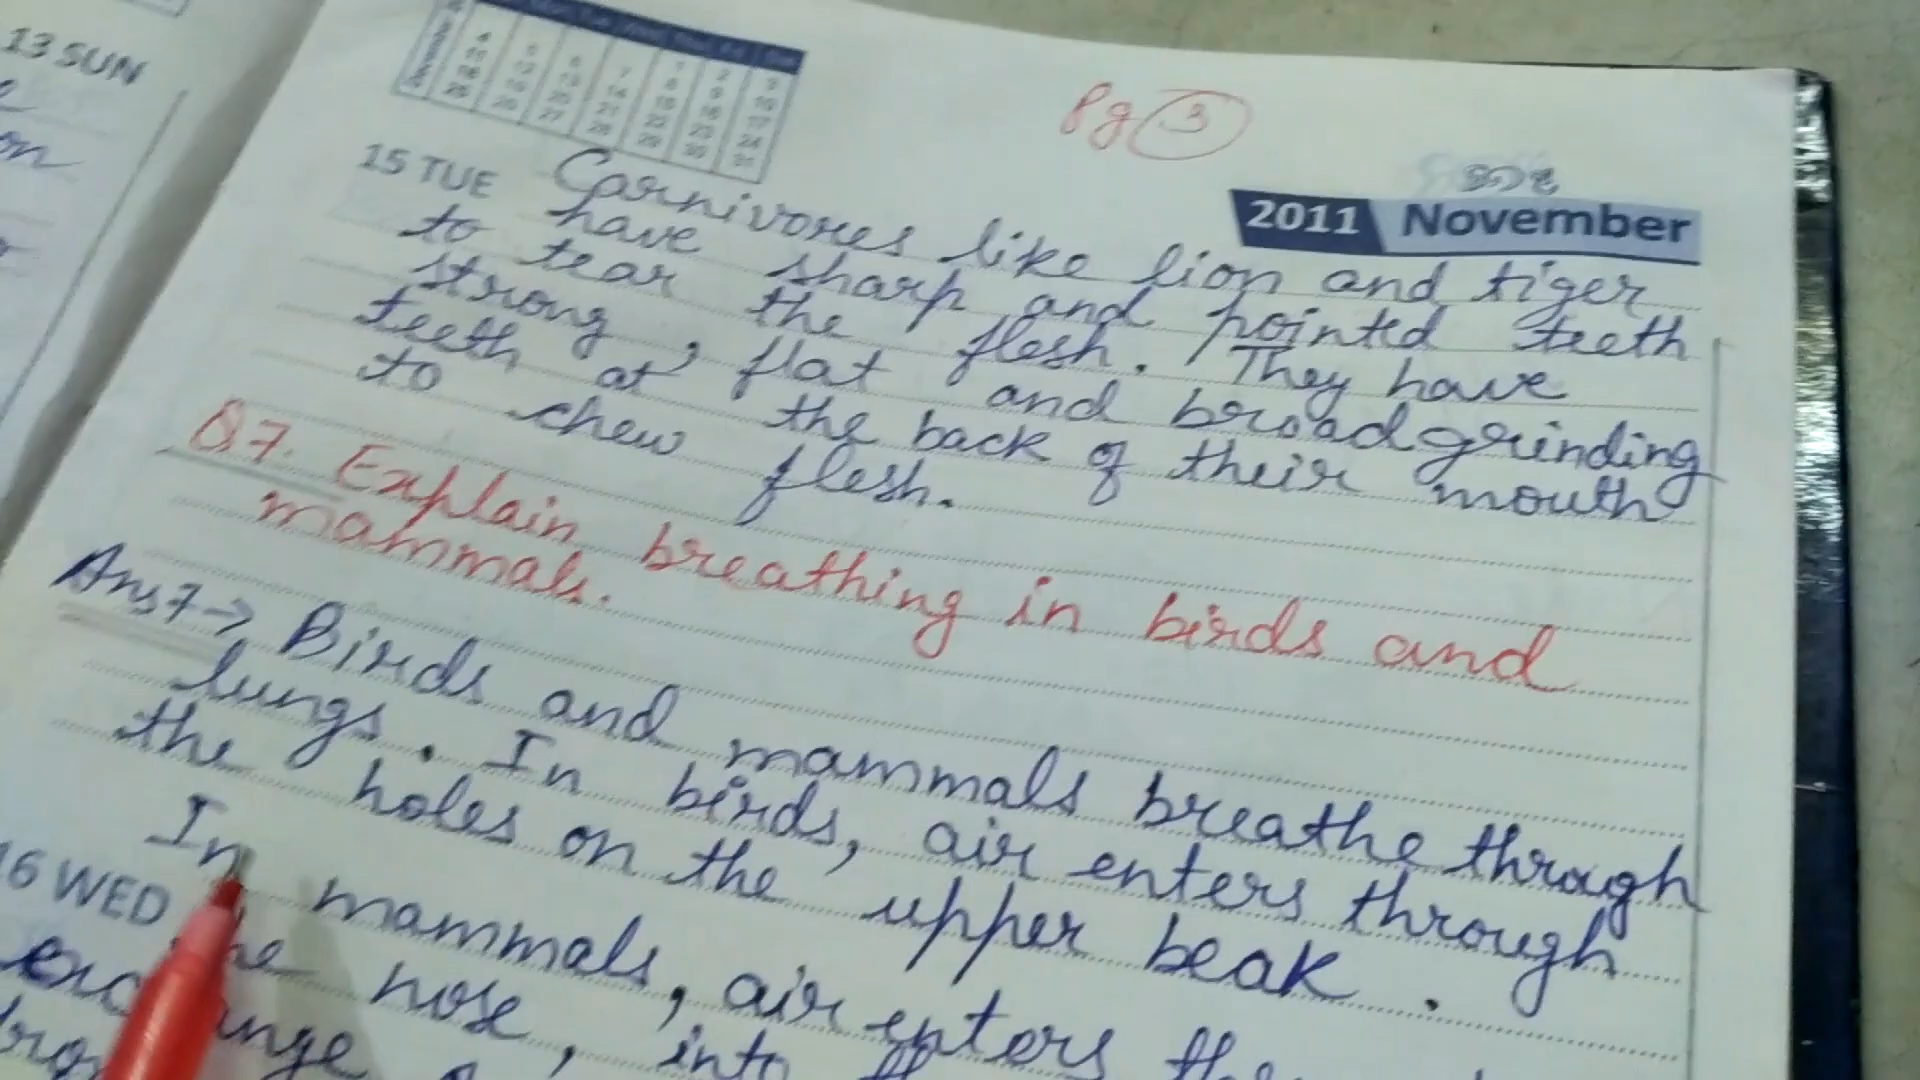 13 SUN
on
Pg 3
15 TUE
2011 November
Carnivores like lion and tiger
have sharp and pointed teeth
to tear the flesh. They have
strong, flat and broad grinding
teeth at the back of their mouth
to chew flesh.
Q.7. Explain breathing in birds and
mammals.
Ans7→ Birds and mammals breathe through
lungs. In birds, air enters through
the holes on the upper beak.
In mammals, air enters
16 WED
nose, into